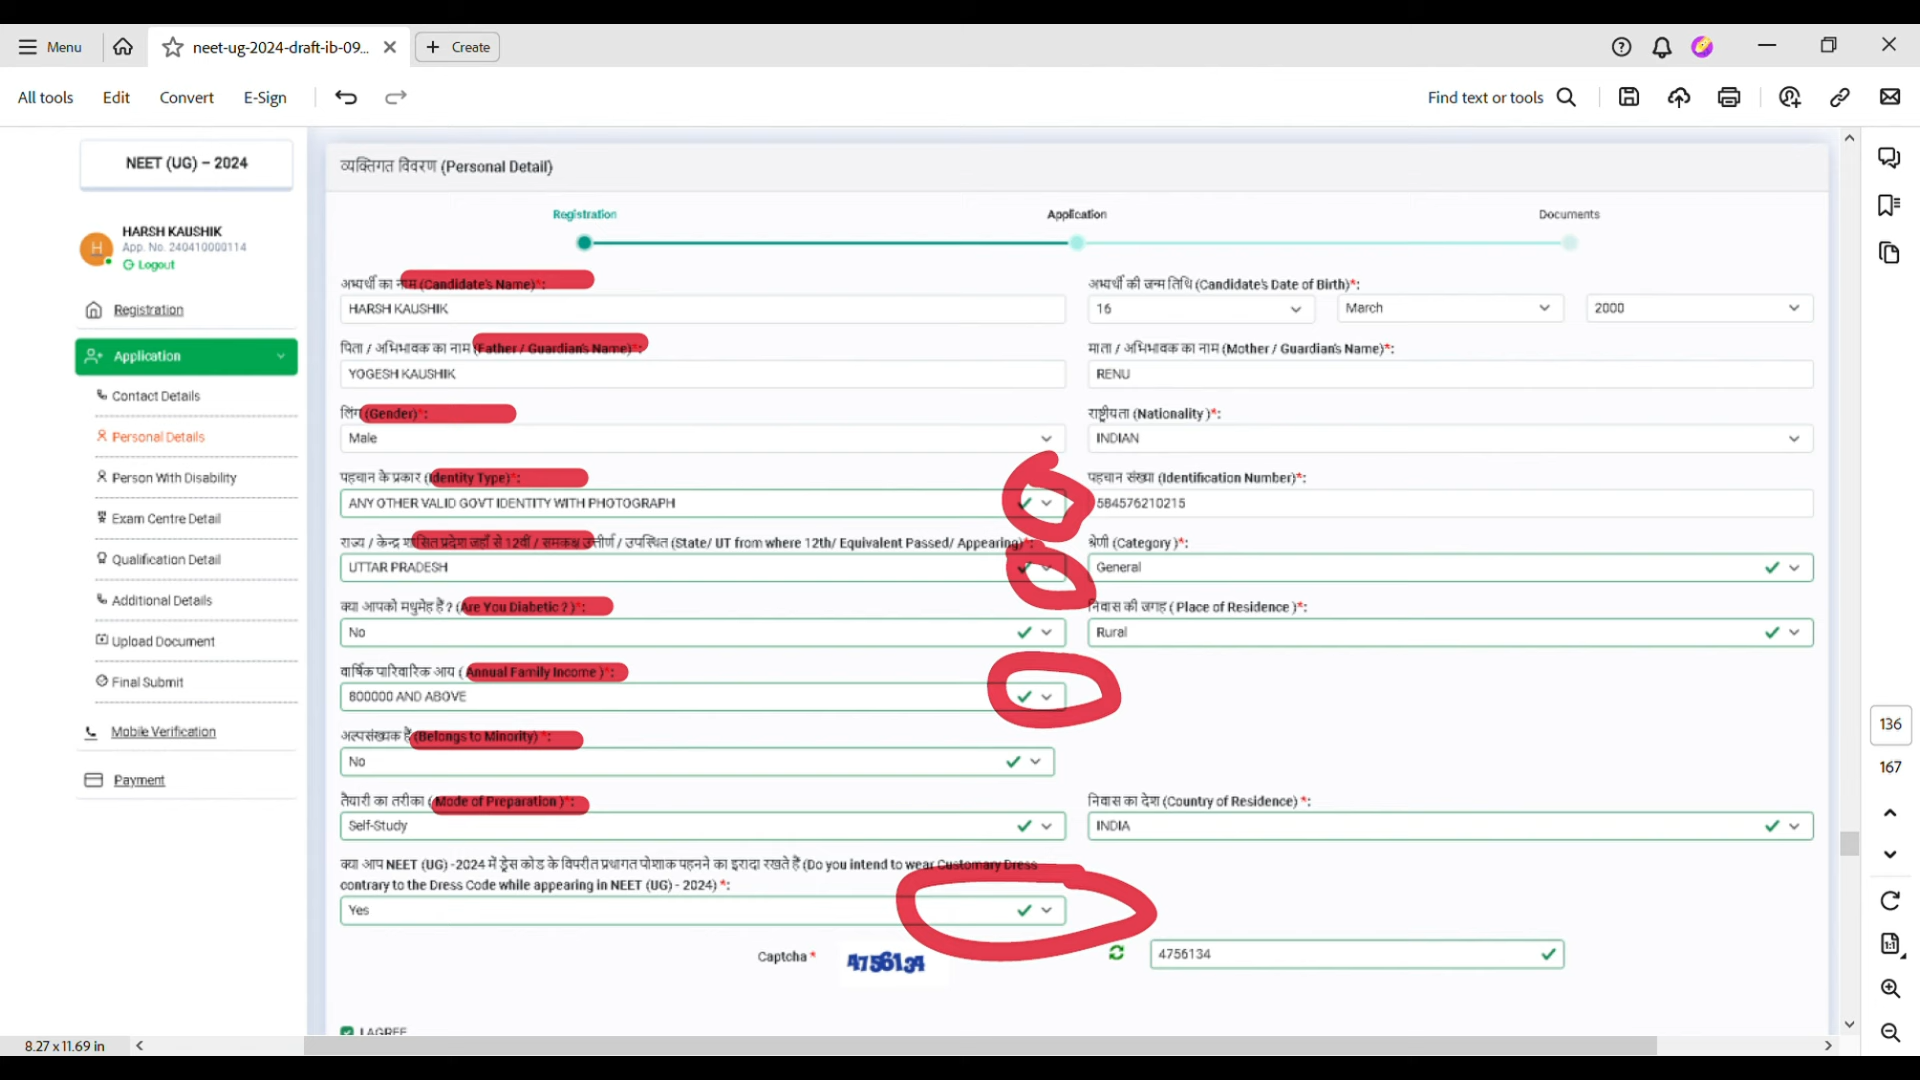 Menu
neet-ug-2024-draft-ib-09...
Create
All tools
Edit
Convert
E-Sign
Find text or tools
NEET (UG) – 2024
H
HARSH KAUSHIK
App. No. 240410000114
Logout
Registration
Application
Contact Details
Personal Details
Person With Disability
Exam Centre Detail
Qualification Detail
Additional Details
Upload Document
Final Submit
Mobile Verification
Payment
व्यक्तिगत विवरण (Personal Detail)
Registration
Application
Documents
अभ्यर्थी का नाम (Candidate's Name)*:
HARSH KAUSHIK
अभ्यर्थी की जन्म तिथि (Candidate's Date of Birth)*:
16
March
2000
पिता / अभिभावक का नाम (Father / Guardian's Name)*:
YOGESH KAUSHIK
माता / अभिभावक का नाम (Mother / Guardian's Name)*:
RENU
लिंग (Gender)*:
Male
राष्ट्रीयता (Nationality )*:
INDIAN
पहचान के प्रकार (Identity Type)*:
ANY OTHER VALID GOVT IDENTITY WITH PHOTOGRAPH
पहचान संख्या (Identification Number)*:
584576210215
राज्य / केन्द्र शासित प्रदेश जहाँ से 12वीं / समकक्ष उत्तीर्ण / उपस्थित (State/ UT from where 12th/ Equivalent Passed/ Appearing)*:
UTTAR PRADESH
श्रेणी (Category )*:
General
क्या आपको मधुमेह हैं ? (Are You Diabetic ? )*:
No
निवास की जगह ( Place of Residence )*:
Rural
वार्षिक पारिवारिक आय ( Annual Family Income )*:
800000 AND ABOVE
अल्पसंख्यक हैं (Belongs to Minority) *:
No
तैयारी का तरीका ( Mode of Preparation )*:
Self-Study
निवास का देश (Country of Residence) *:
INDIA
क्या आप NEET (UG) -2024 में ड्रेस कोड के विपरीत प्रथागत पोशाक पहनने का इरादा रखते हैं (Do you intend to wear Customary Dress
contrary to the Dress Code while appearing in NEET (UG) - 2024) *:
Yes
Captcha *
4756134
4756134
I AGREE
136
167
1:1
8.27 x 11.69 in